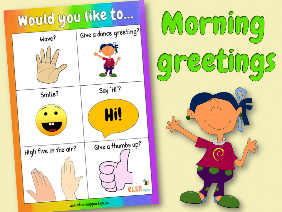 Would you like to...
Wave?
Give a dance greeting?
Smile?
Say 'Hi'?
Hi!
High five in the air?
Give a thumbs up?
ELSA
Morning
greetings